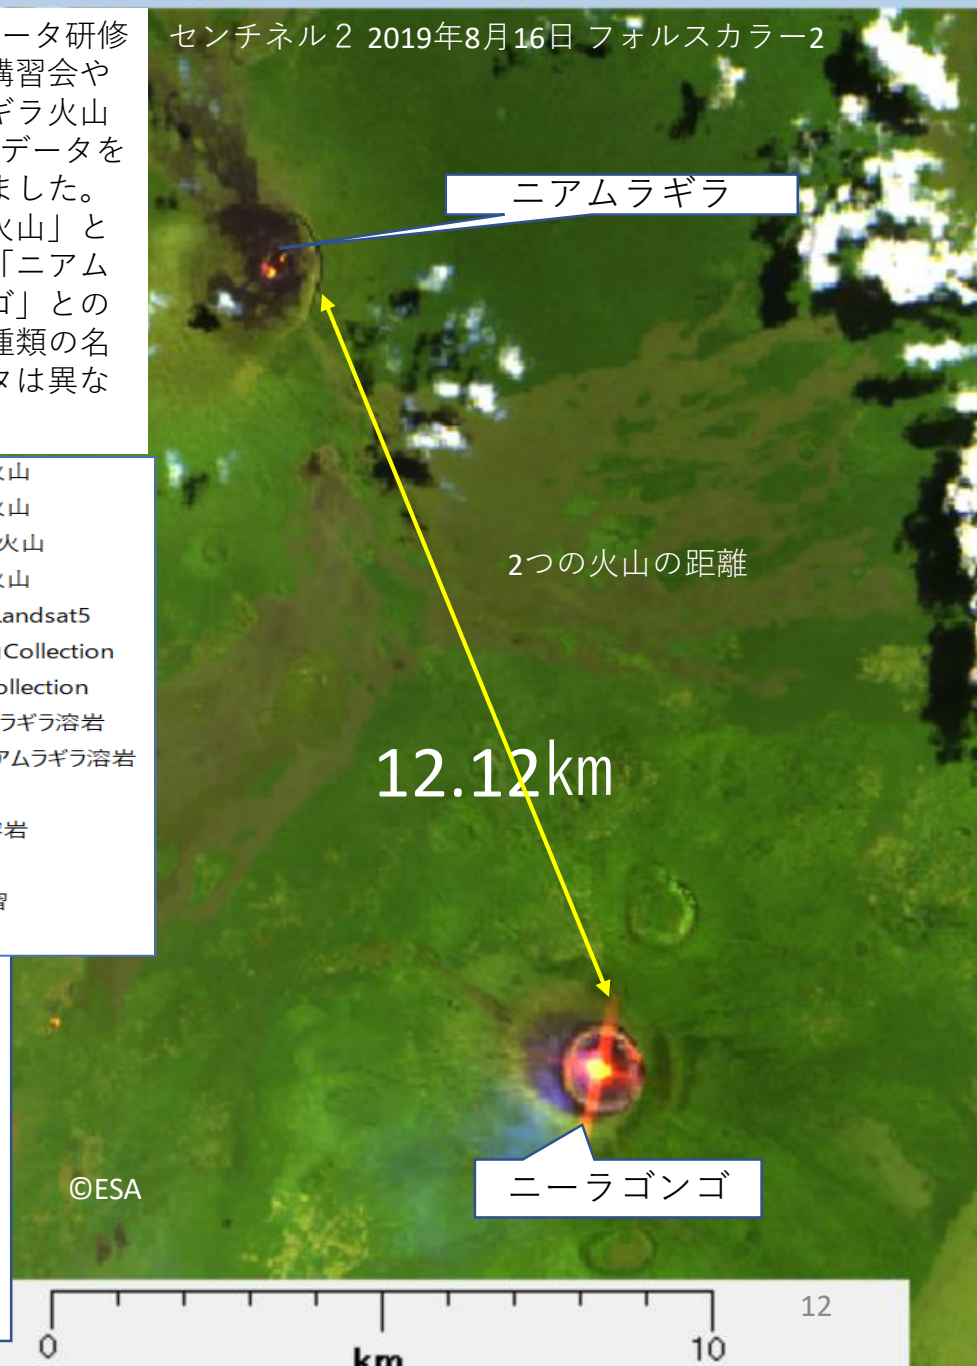 ータ研修
講習会や
ギラ火山
データを
ました。
火山」と
「ニアム
ゴ」との
種類の名
タは異な
センチネル２ 2019年8月16日 フォルスカラー2
ニアムラギラ
火山
火山
火山
火山
Landsat5
Collection
ollection
ラギラ溶岩
アムラギラ溶岩
溶岩
習
2つの火山の距離
12.12km
ニーラゴンゴ
©ESA
12
0
km
10